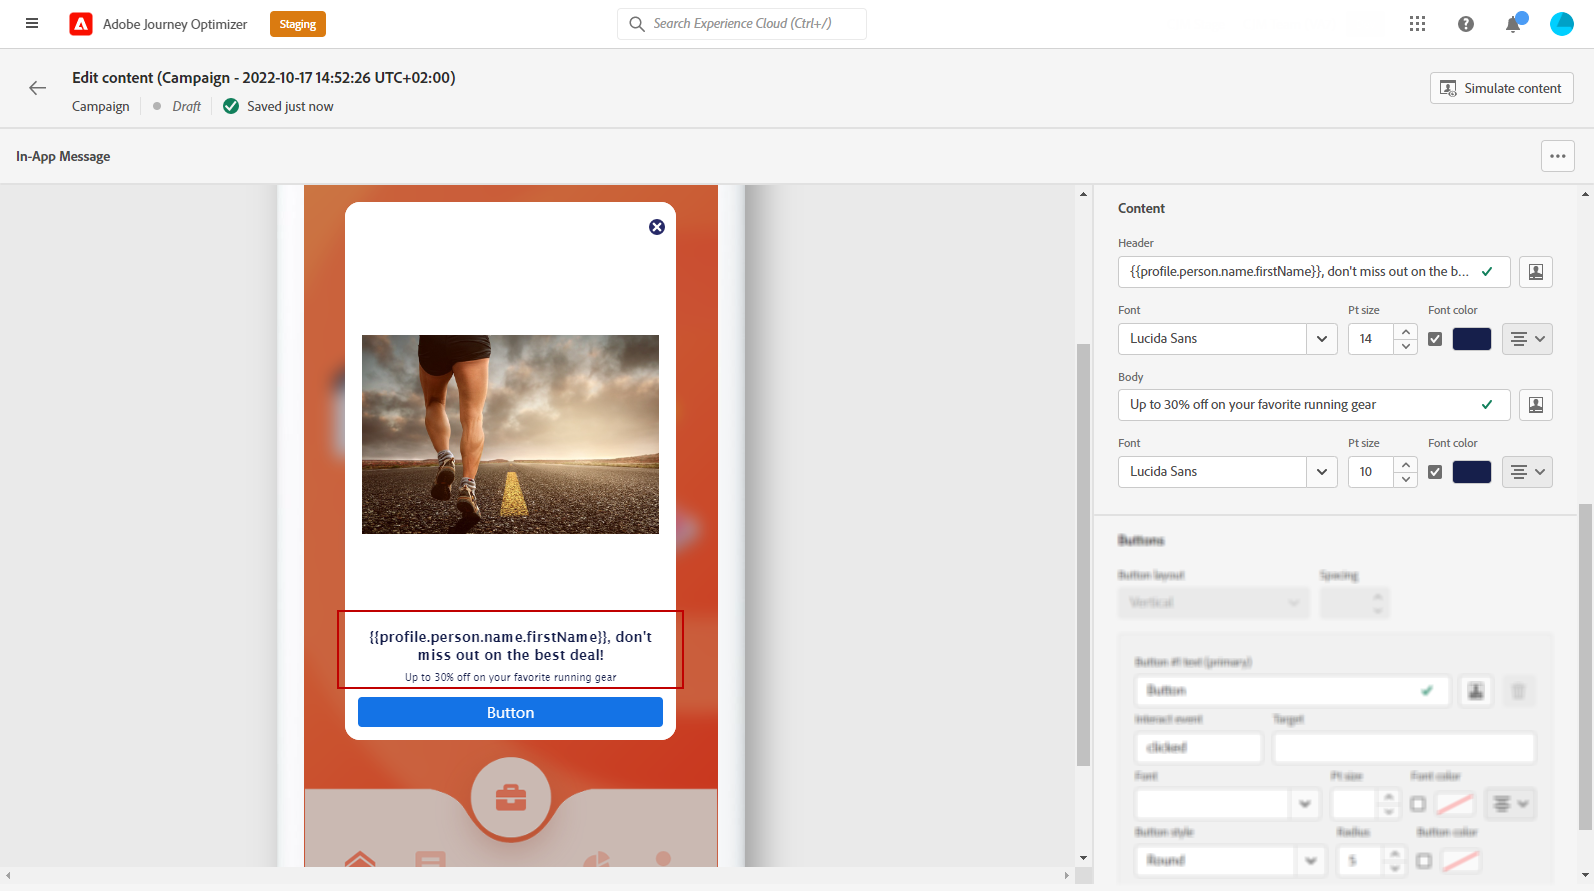 Adobe Journey Optimizer
Staging
Search Experience Cloud (Ctrl+/)
Edit content (Campaign - 2022-10-17 14:52:26 UTC+02:00)
Campaign
Draft
Saved just now
Simulate content
In-App Message
{{profile.person.name.firstName}}, don't
miss out on the best deal!
Up to 30% off on your favorite running gear
Button
Content
Header
{{profile.person.name.firstName}}, don't miss out on the b...
Font
Pt size
Font color
Lucida Sans
14
Body
Up to 30% off on your favorite running gear
Font
Pt size
Font color
Lucida Sans
10
Buttons
Button layout
Spacing
Vertical
Button #1 text (primary)
Button
Interact event
Target
clicked
Font
Pt size
Font color
Button style
Radius
Button color
Round
5